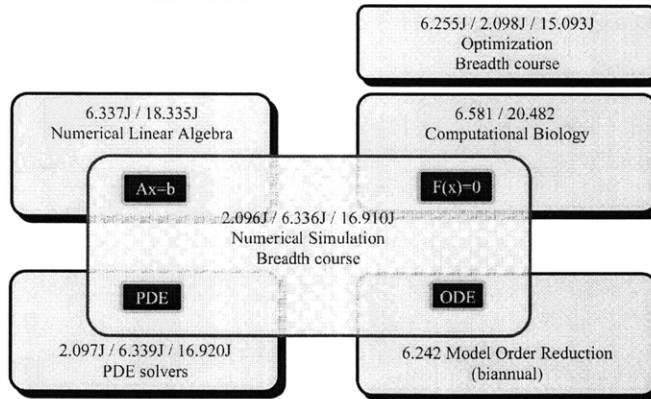 6.255J / 2.098J / 15.093J
Optimization
Breadth course
6.337J / 18.335J
Numerical Linear Algebra
6.581 / 20.482
Computational Biology
Ax=b
F(x)=0
2.096J / 6.336J / 16.910J
Numerical Simulation
Breadth course
PDE
ODE
2.097J / 6.339J / 16.920J
PDE solvers
6.242 Model Order Reduction
(biannual)